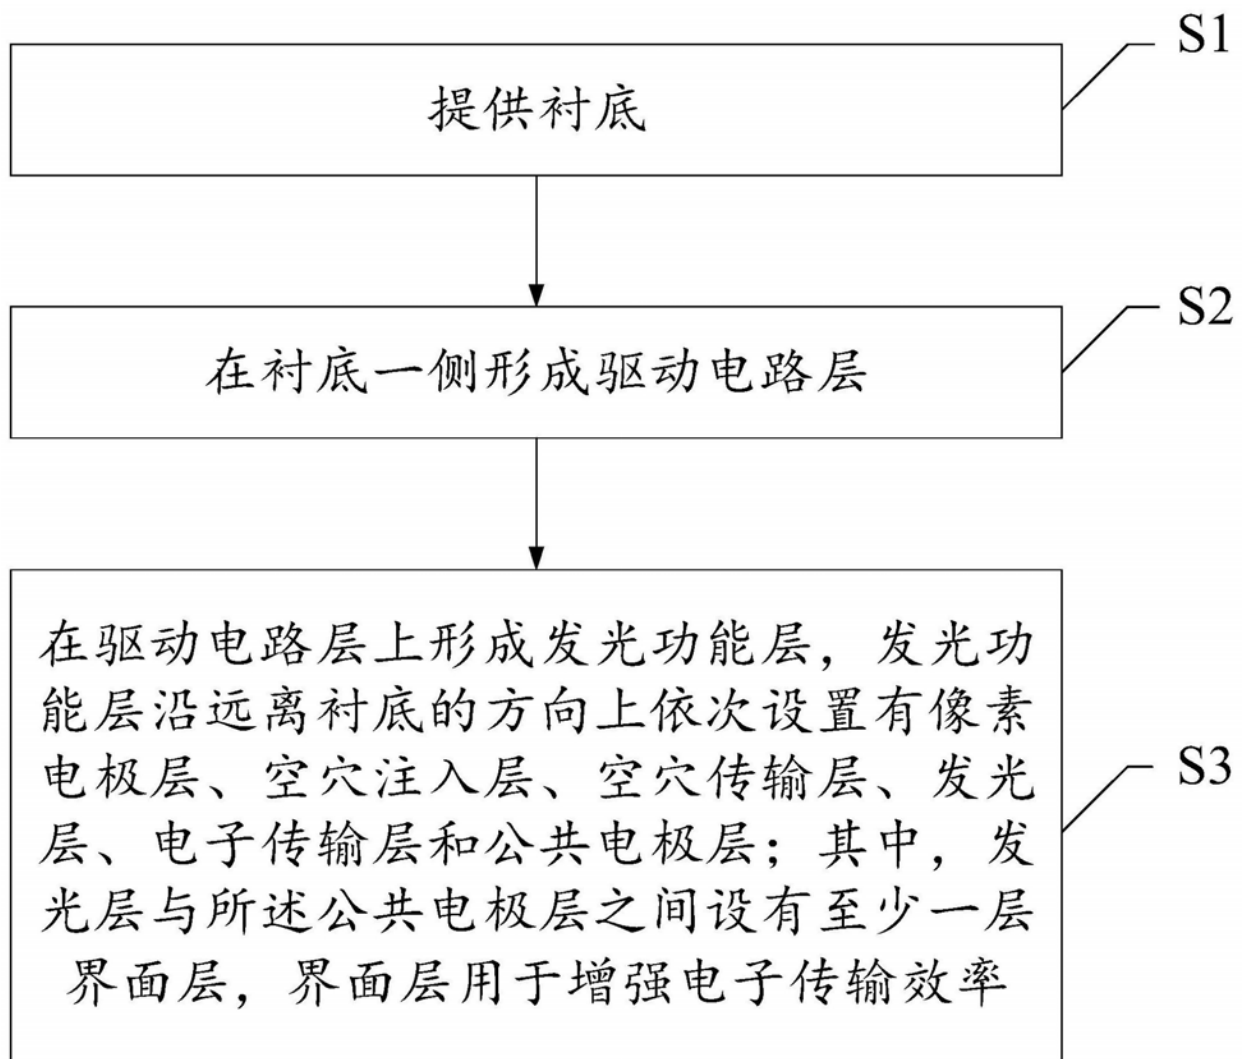 S1
提供衬底
S2
在衬底一侧形成驱动电路层
S3
在驱动电路层上形成发光功能层，发光功
能层沿远离衬底的方向上依次设置有像素
电极层、空穴注入层、空穴传输层、发光
层、电子传输层和公共电极层；其中，发
光层与所述公共电极层之间设有至少一层
界面层，界面层用于增强电子传输效率